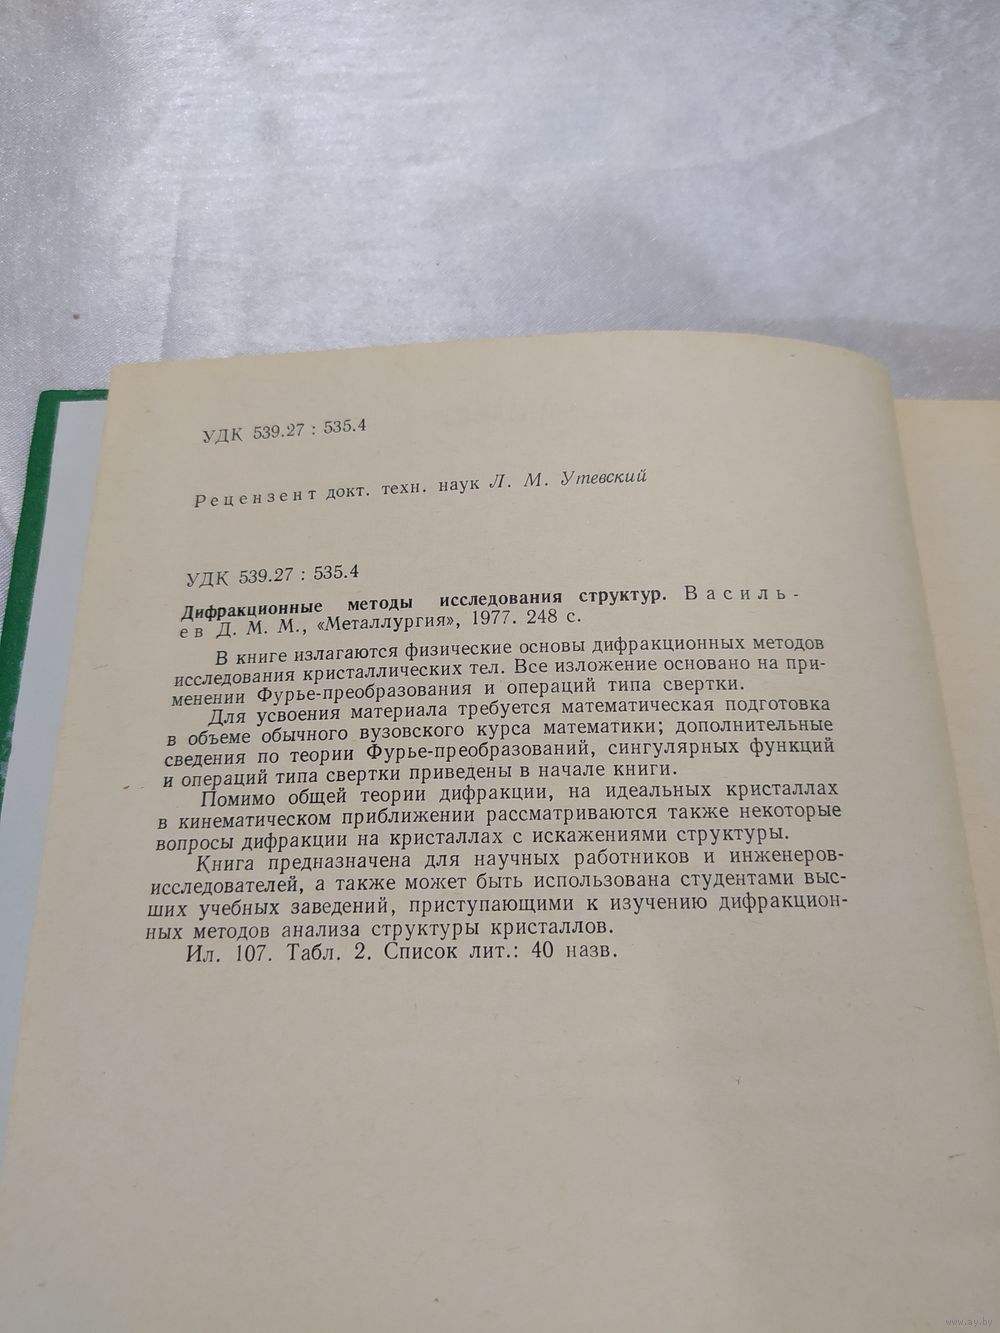 УДК 539.27 : 535.4
Рецензент докт. техн. наук Л. М. Утевский
УДК 539.27 : 535.4
Дифракционные методы исследования структур. Василь-
ев Д. М. М., «Металлургия», 1977. 248 с.
В книге излагаются физические основы дифракционных методов
исследования кристаллических тел. Все изложение основано на при-
менении Фурье-преобразования и операций типа свертки.
Для усвоения материала требуется математическая подготовка
в объеме обычного вузовского курса математики; дополнительные
сведения по теории Фурье-преобразований, сингулярных функций
и операций типа свертки приведены в начале книги.
Помимо общей теории дифракции, на идеальных кристаллах
в кинематическом приближении рассматриваются также некоторые
вопросы дифракции на кристаллах с искажениями структуры.
Книга предназначена для научных работников и инженеров-
исследователей, а также может быть использована студентами выс-
ших учебных заведений, приступающими к изучению дифракцион-
ных методов анализа структуры кристаллов.
Ил. 107. Табл. 2. Список лит.: 40 назв.
www.ay.by